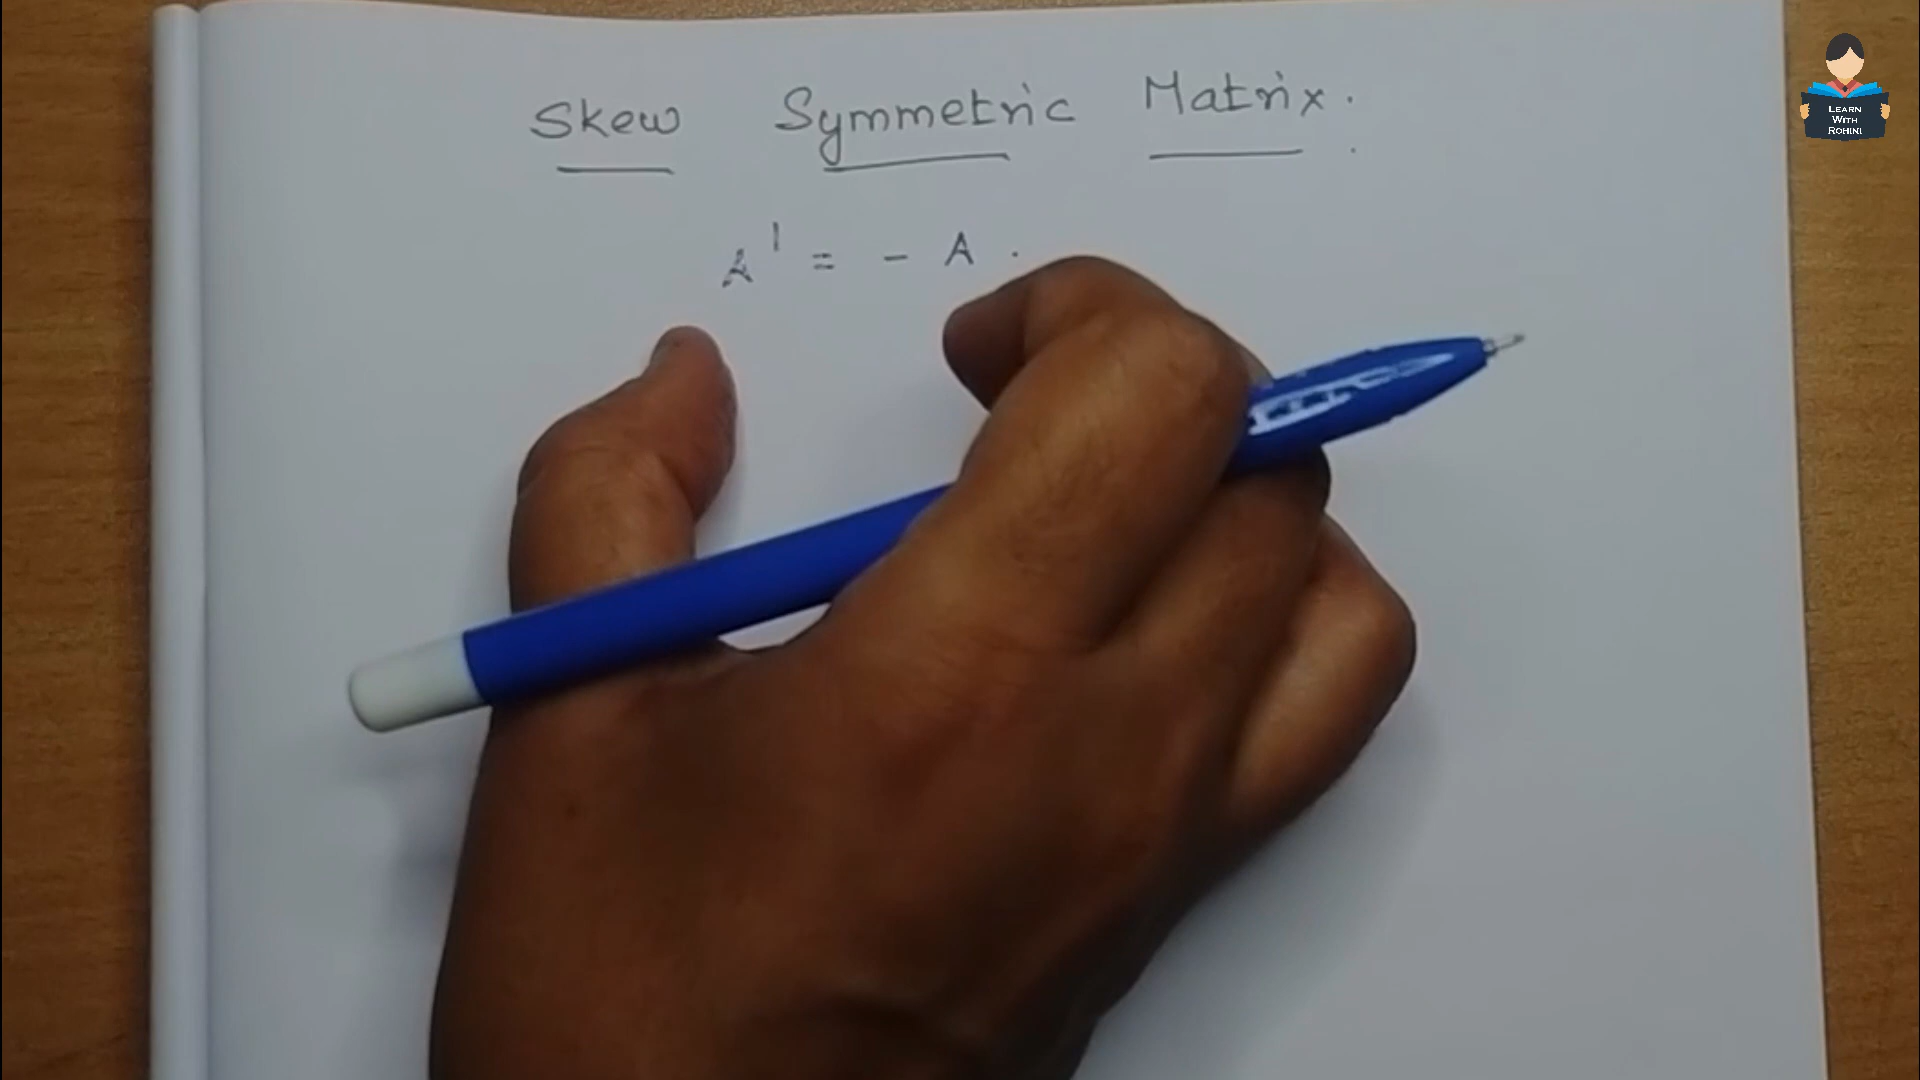 Skew Symmetric Matrix.
A' = - A.
LEARN
WITH
ROHINI